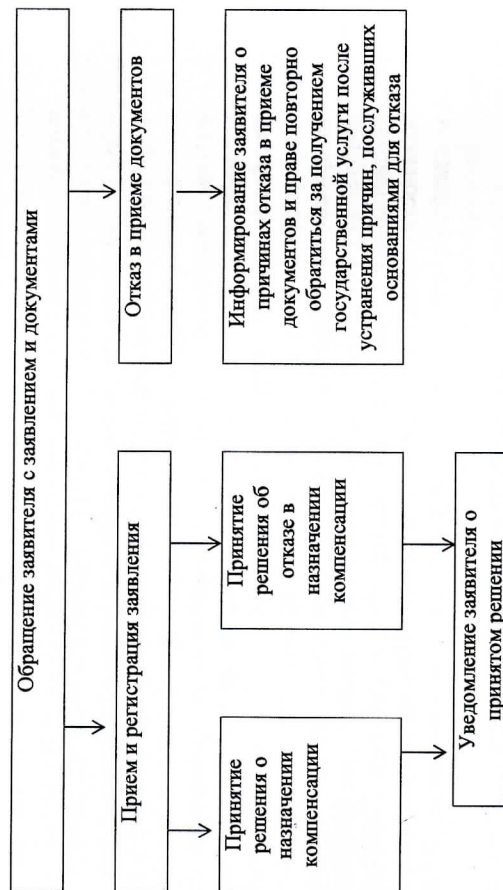 Обращение заявителя с заявлением и документами
Прием и регистрация заявления
Отказ в приеме документов
Принятие
решения о
назначении
компенсации
Принятие
решения об
отказе в
назначении
компенсации
Информирование заявителя о
причинах отказа в приеме
документов и праве повторно
обратиться за получением
государственной услуги после
устранения причин, послуживших
основаниями для отказа
Уведомление заявителя о
принятом решении